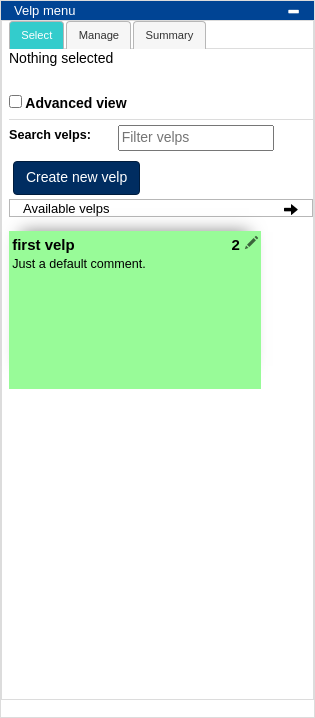 Velp menu
Select Manage Summary
Nothing selected
Advanced view
Search velps: Filter velps
Create new velp
Available velps
first velp 2
Just a default comment.